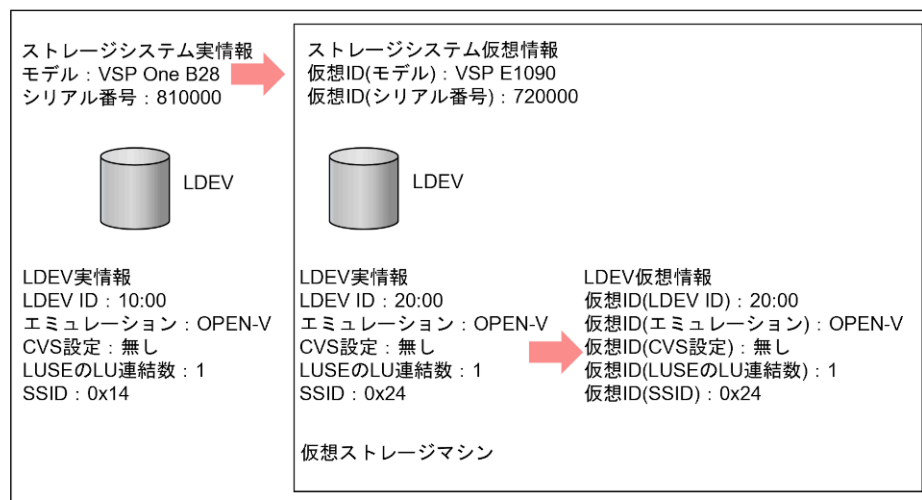 ストレージシステム実情報
モデル：VSP One B28
シリアル番号：810000
LDEV
LDEV実情報
LDEV ID：10:00
エミュレーション：OPEN-V
CVS設定：無し
LUSEのLU連結数：1
SSID：0x14
ストレージシステム仮想情報
仮想ID(モデル)：VSP E1090
仮想ID(シリアル番号)：720000
LDEV
LDEV実情報
LDEV ID：20:00
エミュレーション：OPEN-V
CVS設定：無し
LUSEのLU連結数：1
SSID：0x24
LDEV仮想情報
仮想ID(LDEV ID)：20:00
仮想ID(エミュレーション)：OPEN-V
仮想ID(CVS設定)：無し
仮想ID(LUSEのLU連結数)：1
仮想ID(SSID)：0x24
仮想ストレージマシン